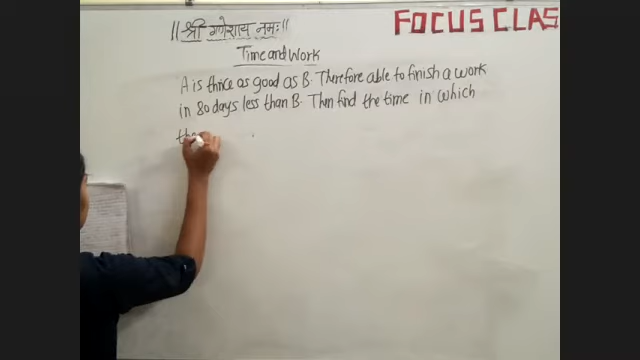 ||श्री गणेशाय नमः||
FOCUS CLAS
Time and Work
A is thrice as good as B. Therefore able to finish a work
in 80 days less than B. Then find the time in which
the